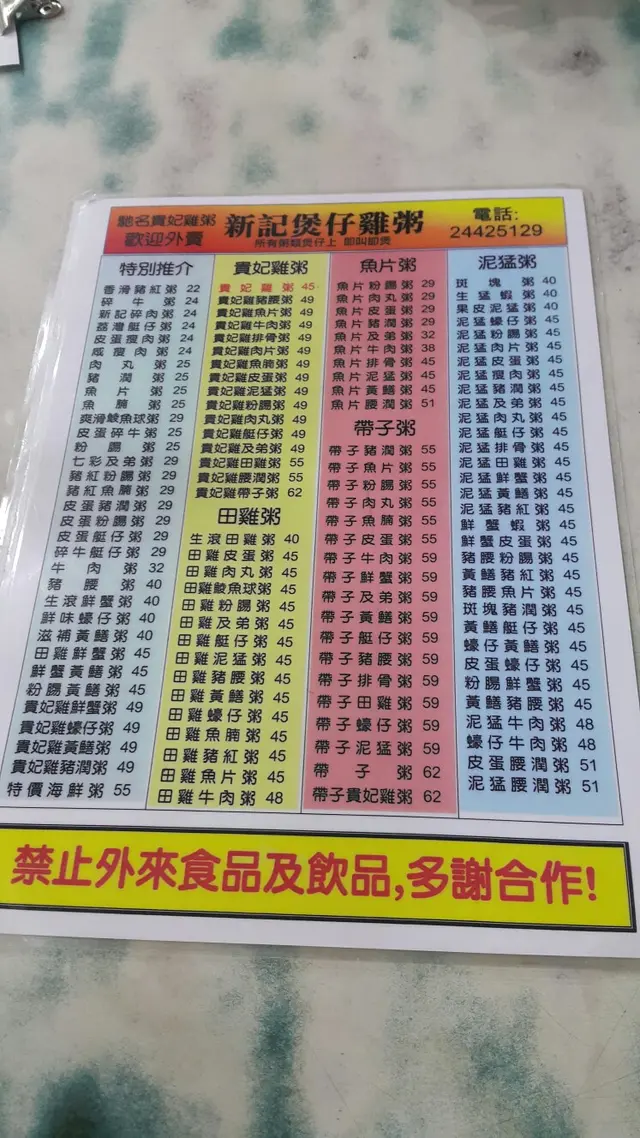 馳名貴妃雞粥
歡迎外賣
新記煲仔雞粥
所有粥類煲仔上 即叫即煲
電話:
24425129
特別推介
香滑豬紅粥 22
碎牛粥 24
新記碎肉粥 24
荔灣艇仔粥 24
皮蛋瘦肉粥 24
咸瘦肉粥 24
肉丸粥 25
豬潤粥 25
魚片粥 25
魚腩粥 25
爽滑鯪魚球粥 29
皮蛋碎牛粥 25
粉腸粥 25
七彩及弟粥 29
豬紅粉腸粥 29
豬紅魚腩粥 29
皮蛋豬潤粥 29
皮蛋粉腸粥 29
皮蛋艇仔粥 29
碎牛艇仔粥 29
牛肉粥 32
豬腰粥 40
生滾鮮蟹粥 40
鮮味蠔仔粥 40
滋補黃鱔粥 40
田雞鮮蟹粥 45
鮮蟹黃鱔粥 45
粉腸黃鱔粥 45
貴妃雞鮮蟹粥 49
貴妃雞蠔仔粥 49
貴妃雞黃鱔粥 49
貴妃雞豬潤粥 49
特價海鮮粥 55
貴妃雞粥
貴妃雞粥 45
貴妃雞豬腰粥 49
貴妃雞魚片粥 49
貴妃雞牛肉粥 49
貴妃雞排骨粥 49
貴妃雞肉片粥 49
貴妃雞魚腩粥 49
貴妃雞皮蛋粥 49
貴妃雞泥猛粥 49
貴妃雞粉腸粥 49
貴妃雞肉丸粥 49
貴妃雞艇仔粥 49
貴妃雞及弟粥 49
貴妃雞田雞粥 55
貴妃雞腰潤粥 55
貴妃雞帶子粥 62
田雞粥
生滾田雞粥 40
田雞皮蛋粥 45
田雞肉丸粥 45
田雞鯪魚球粥 45
田雞粉腸粥 45
田雞及弟粥 45
田雞艇仔粥 45
田雞泥猛粥 45
田雞豬腰粥 45
田雞黃鱔粥 45
田雞蠔仔粥 45
田雞魚腩粥 45
田雞豬紅粥 45
田雞魚片粥 45
田雞牛肉粥 48
魚片粥
魚片粉腸粥 29
魚片肉丸粥 29
魚片皮蛋粥 29
魚片豬潤粥 29
魚片及弟粥 32
魚片牛肉粥 38
魚片排骨粥 45
魚片泥猛粥 45
魚片黃鱔粥 45
魚片腰潤粥 51
帶子粥
帶子豬潤粥 55
帶子魚片粥 55
帶子粉腸粥 55
帶子肉丸粥 55
帶子魚腩粥 55
帶子皮蛋粥 55
帶子牛肉粥 59
帶子鮮蟹粥 59
帶子及弟粥 59
帶子黃鱔粥 59
帶子艇仔粥 59
帶子豬腰粥 59
帶子排骨粥 59
帶子田雞粥 59
帶子蠔仔粥 59
帶子泥猛粥 59
帶子粥 62
帶子貴妃雞粥 62
泥猛粥
斑塊粥 40
生猛蝦粥 40
果皮泥猛粥 40
泥猛蠔仔粥 45
泥猛粉腸粥 45
泥猛肉片粥 45
泥猛皮蛋粥 45
泥猛瘦肉粥 45
泥猛豬潤粥 45
泥猛及弟粥 45
泥猛肉丸粥 45
泥猛艇仔粥 45
泥猛排骨粥 45
泥猛田雞粥 45
泥猛鮮蟹粥 45
泥猛黃鱔粥 45
泥猛豬紅粥 45
鮮蟹蝦粥 45
鮮蟹皮蛋粥 45
豬腰粉腸粥 45
黃鱔豬紅粥 45
豬腰魚片粥 45
斑塊豬潤粥 45
黃鱔艇仔粥 45
蠔仔黃鱔粥 45
皮蛋蠔仔粥 45
粉腸鮮蟹粥 45
黃鱔豬腰粥 45
泥猛牛肉粥 48
蠔仔牛肉粥 48
皮蛋腰潤粥 51
泥猛腰潤粥 51
禁止外來食品及飲品,多謝合作!